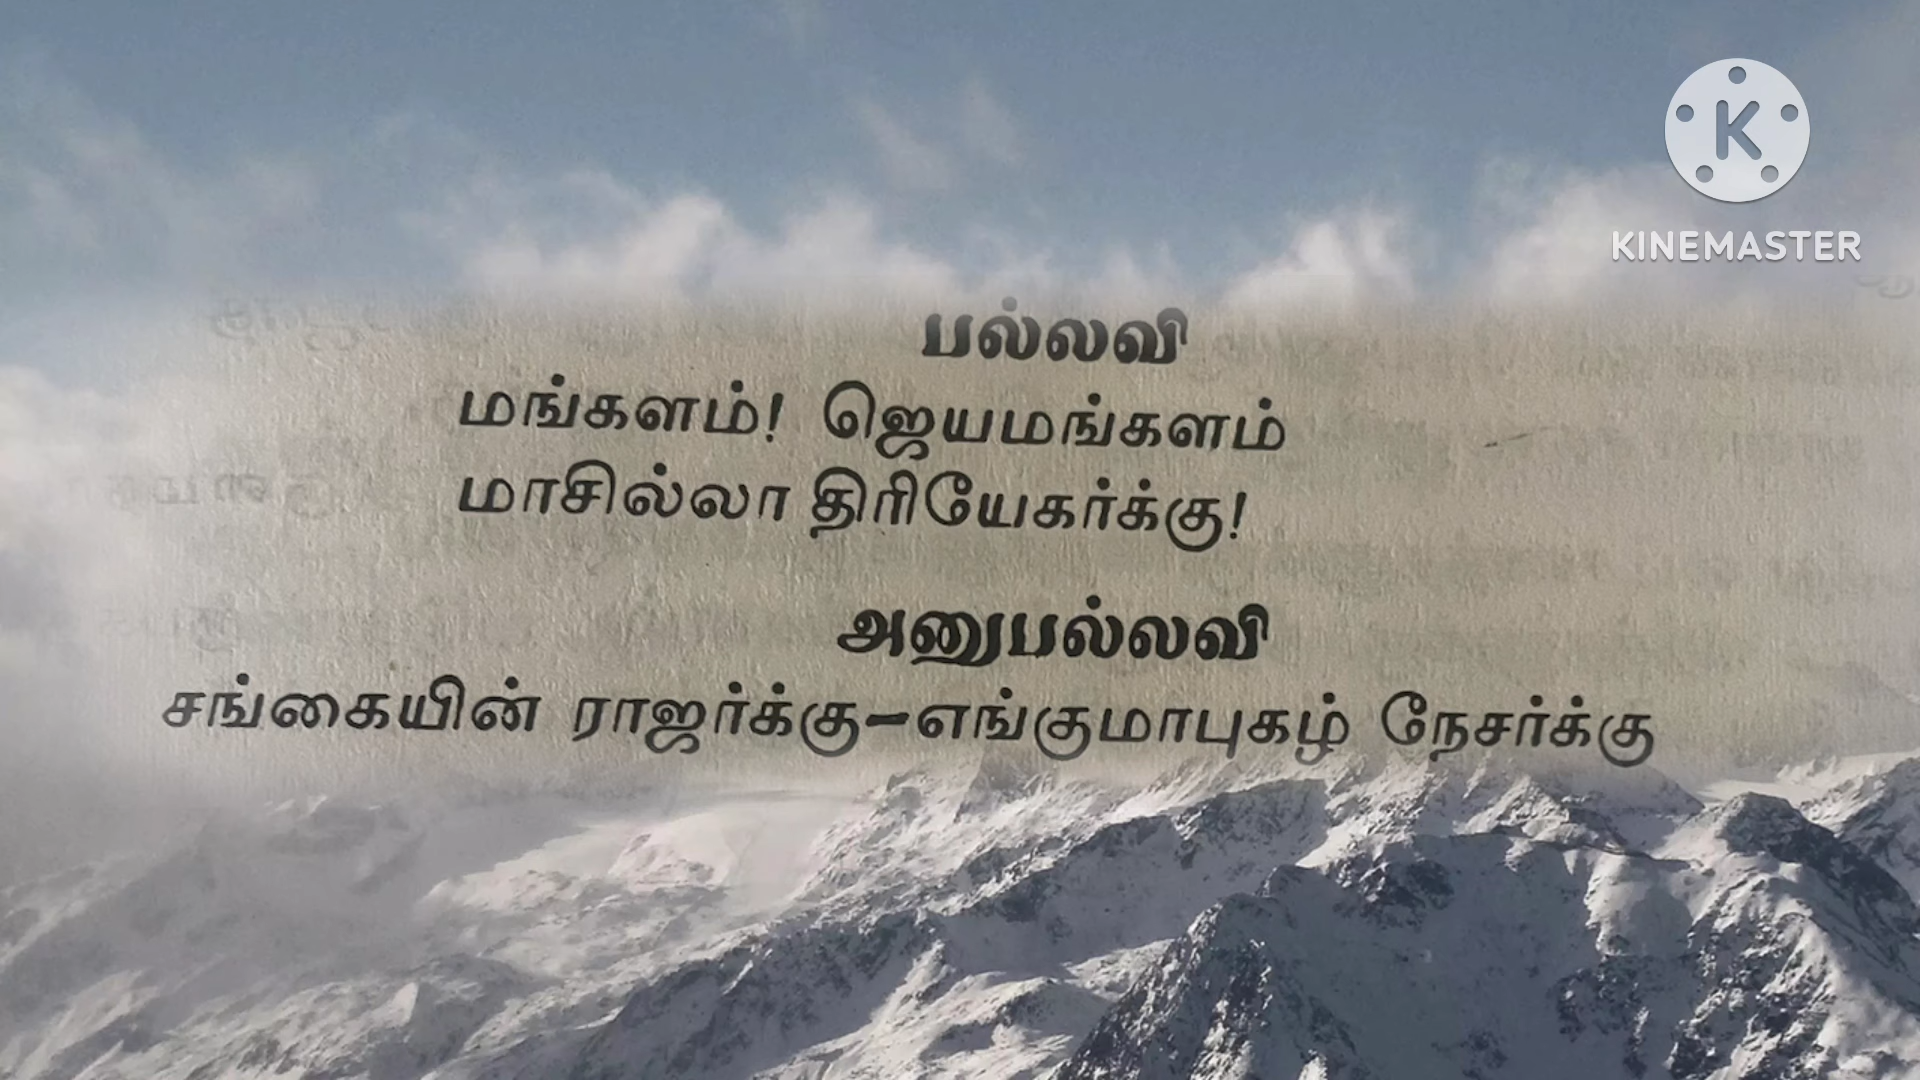 KINEMASTER
பல்லவி
மங்களம்! ஜெயமங்களம்
மாசில்லா திரியேகர்க்கு!
அனுபல்லவி
சங்கையின் ராஜர்க்கு–எங்குமாபுகழ் நேசர்க்கு